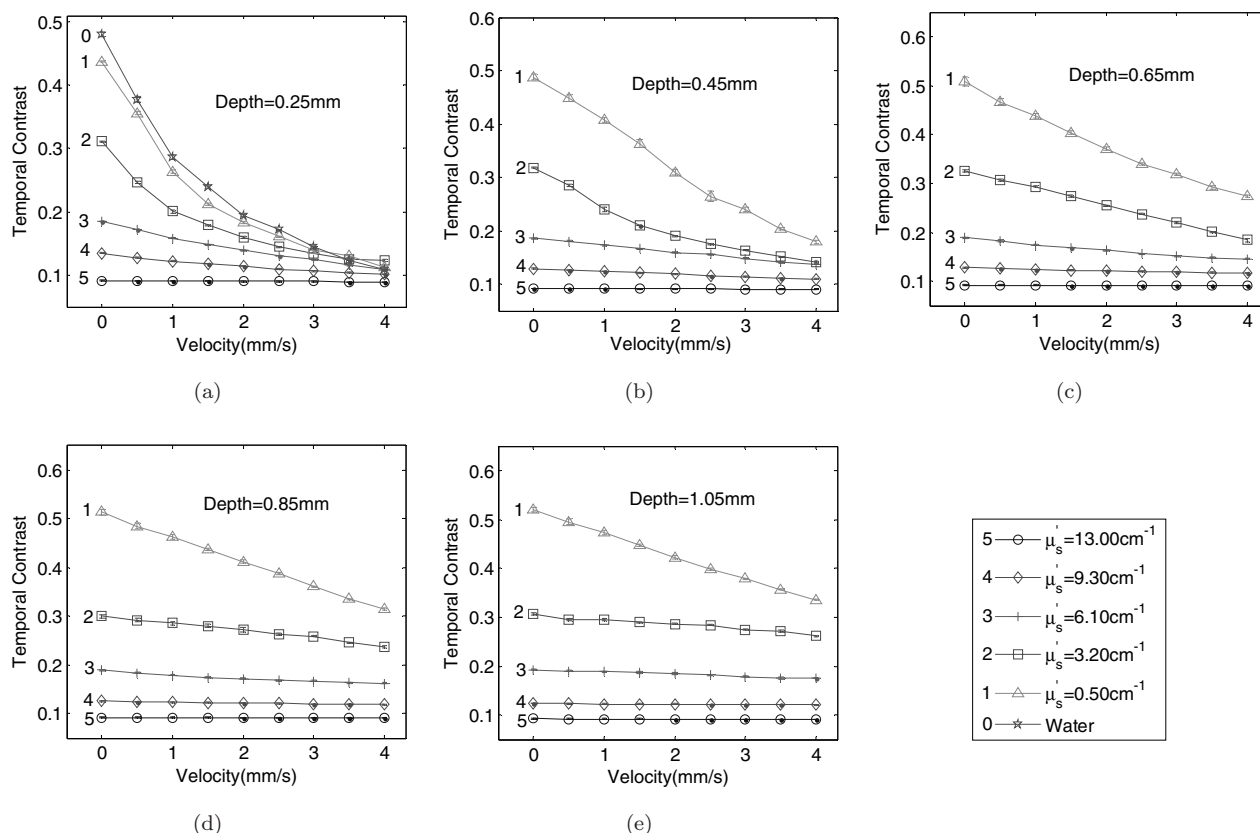 0.5
0.4
0.3
0.2
0.1
0
1
2
3
4
5
Depth=0.25mm
Temporal Contrast
0 1 2 3 4
Velocity(mm/s)
(a)
0.6
0.5
0.4
0.3
0.2
0.1
1
2
3
4
5
Depth=0.45mm
Temporal Contrast
0 1 2 3 4
Velocity(mm/s)
(b)
0.6
0.5
0.4
0.3
0.2
0.1
1
2
3
4
5
Depth=0.65mm
Temporal Contrast
0 1 2 3 4
Velocity(mm/s)
(c)
0.6
0.5
0.4
0.3
0.2
0.1
1
2
3
4
5
Depth=0.85mm
Temporal Contrast
0 1 2 3 4
Velocity(mm/s)
(d)
0.6
0.5
0.4
0.3
0.2
0.1
1
2
3
4
5
Depth=1.05mm
Temporal Contrast
0 1 2 3 4
Velocity(mm/s)
(e)
5 μs'=13.00cm⁻¹
4 μs'=9.30cm⁻¹
3 μs'=6.10cm⁻¹
2 μs'=3.20cm⁻¹
1 μs'=0.50cm⁻¹
0 Water